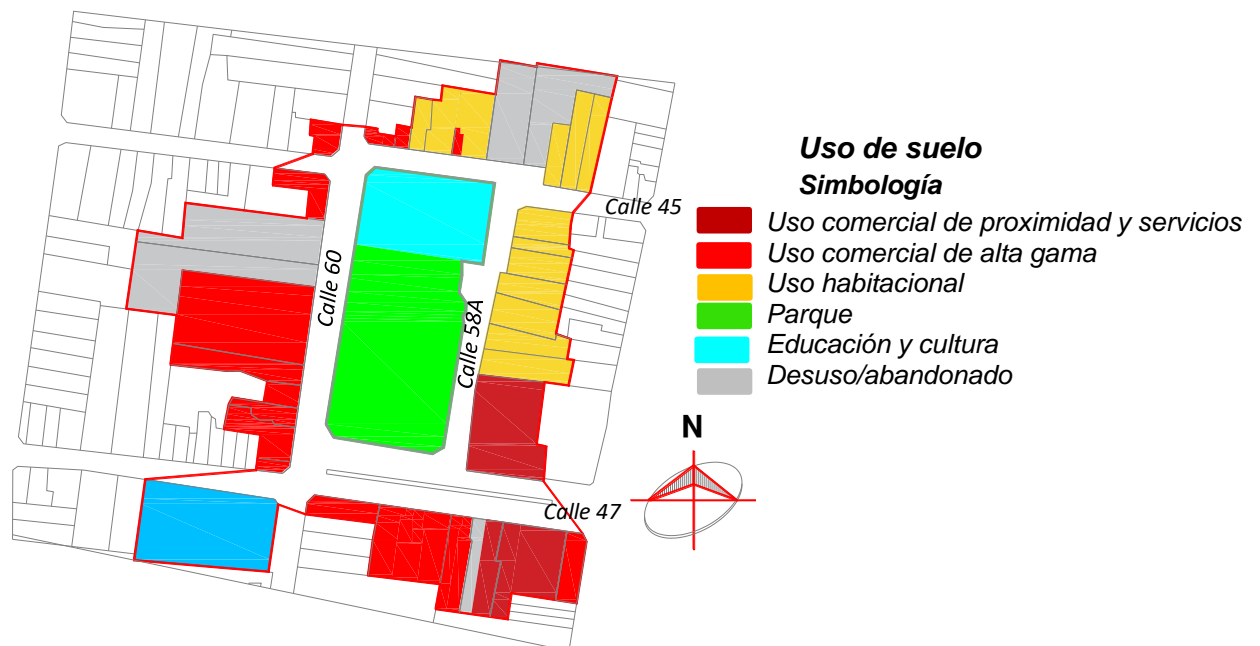 Uso de suelo
Simbología
Uso comercial de proximidad y servicios
Uso comercial de alta gama
Uso habitacional
Parque
Educación y cultura
Desuso/abandonado
N
Calle 45
Calle 60
Calle 58A
Calle 47